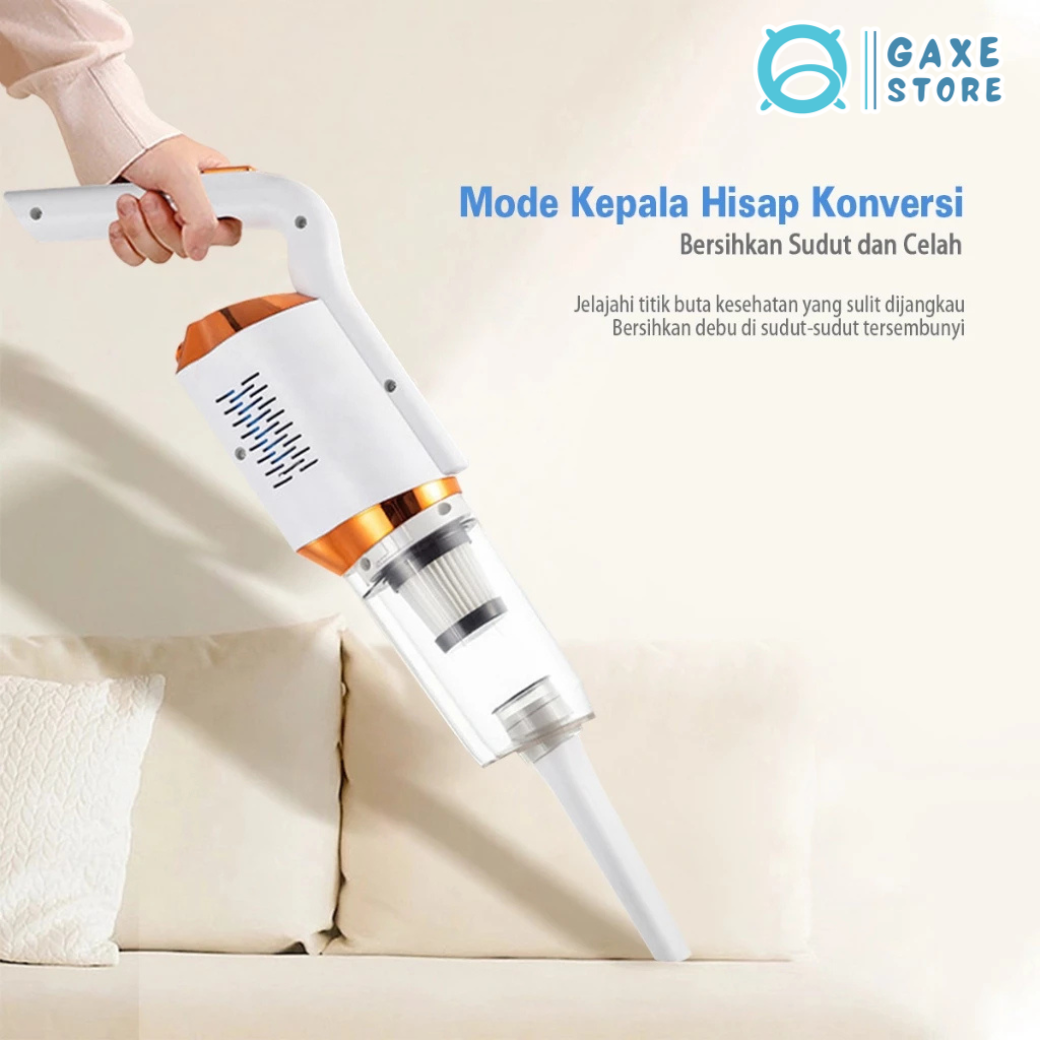 GAXE
STORE
Mode Kepala Hisap Konversi
Bersihkan Sudut dan Celah
Jelajahi titik buta kesehatan yang sulit dijangkau
Bersihkan debu di sudut-sudut tersembunyi